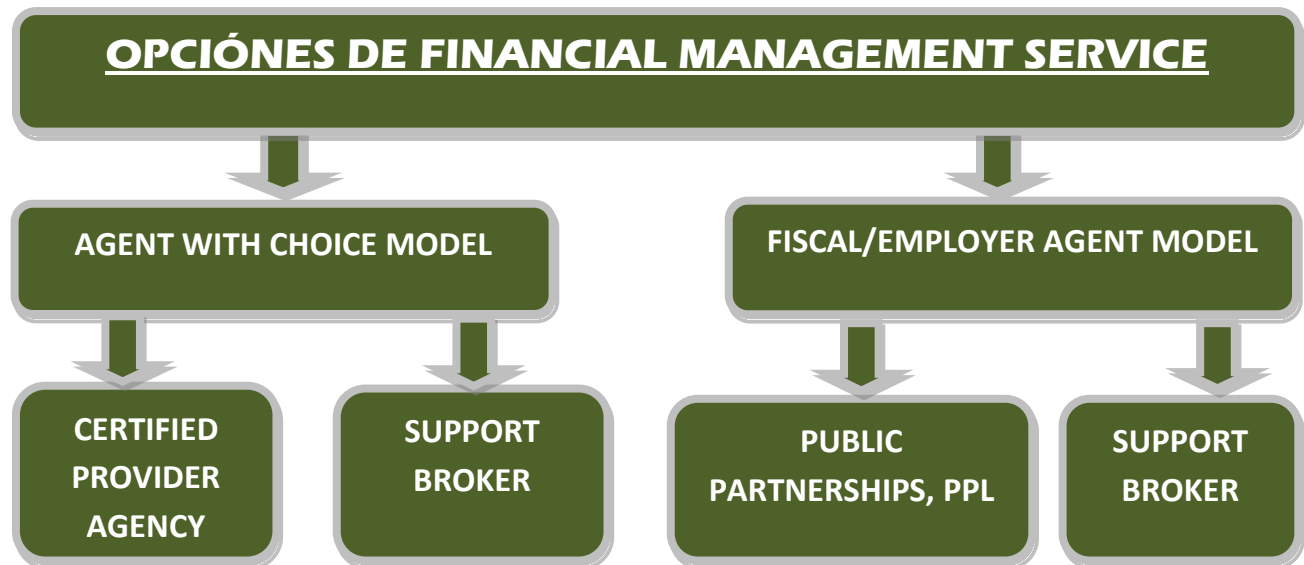 OPCIÓNES DE FINANCIAL MANAGEMENT SERVICE
AGENT WITH CHOICE MODEL
FISCAL/EMPLOYER AGENT MODEL
CERTIFIED
PROVIDER
AGENCY
SUPPORT
BROKER
PUBLIC
PARTNERSHIPS, PPL
SUPPORT
BROKER